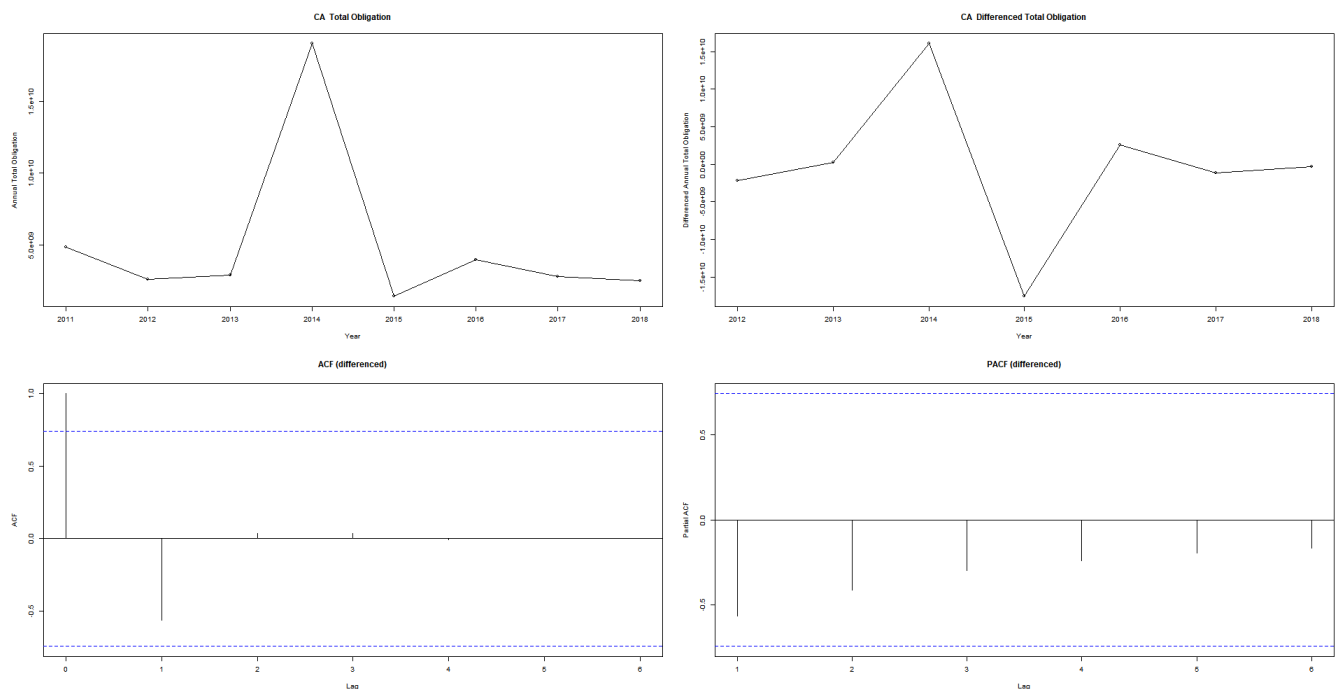 CA Total Obligation
Annual Total Obligation
1.5e+10
1.0e+10
5.0e+09
2011 2012 2013 2014 2015 2016 2017 2018
Year
CA Differenced Total Obligation
Differenced Annual Total Obligation
1.5e+10
1.0e+10
5.0e+09
0.0e+00
-5.0e+09
-1.0e+10
-1.5e+10
2012 2013 2014 2015 2016 2017 2018
Year
ACF (differenced)
ACF
1.0
0.5
0.0
-0.5
0 1 2 3 4 5 6
Lag
PACF (differenced)
Partial ACF
0.5
0.0
-0.5
1 2 3 4 5 6
Lag